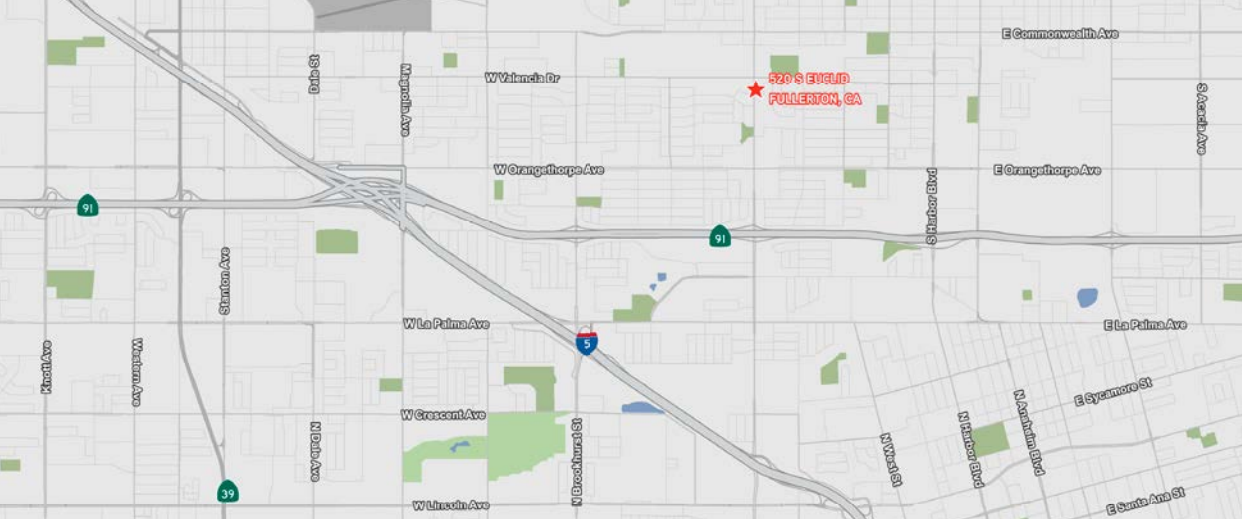 E Commonwealth Ave
Dale St
Magnolia Ave
W Valencia Dr
520 S EUCLID
FULLERTON, CA
S Acacia Ave
W Orangethorpe Ave
E Orangethorpe Ave
91
S Harbor Blvd
91
Stanton Ave
W La Palma Ave
5
E La Palma Ave
Knott Ave
Western Ave
E Sycamore St
W Crescent Ave
N Dale Ave
N Brookhurst St
N West St
N Harbor Blvd
N Anaheim Blvd
39
W Lincoln Ave
E Santa Ana St